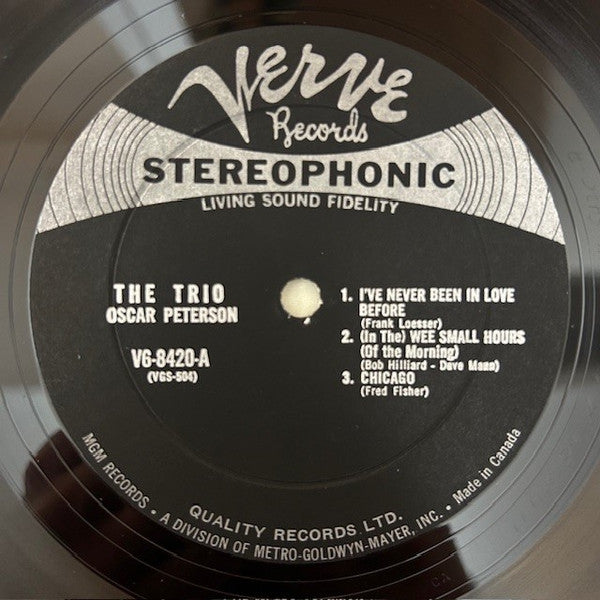 Verve
Records
STEREOPHONIC
LIVING SOUND FIDELITY
THE TRIO
OSCAR PETERSON
V6-8420-A
(VGS-504)
1. I'VE NEVER BEEN IN LOVE
BEFORE
(Frank Loesser)
2. (In The) WEE SMALL HOURS
(Of the Morning)
(Bob Hilliard - Dave Mann)
3. CHICAGO
(Fred Fisher)
QUALITY RECORDS LTD.
MGM RECORDS • A DIVISION OF METRO-GOLDWYN-MAYER, INC. • Made in Canada